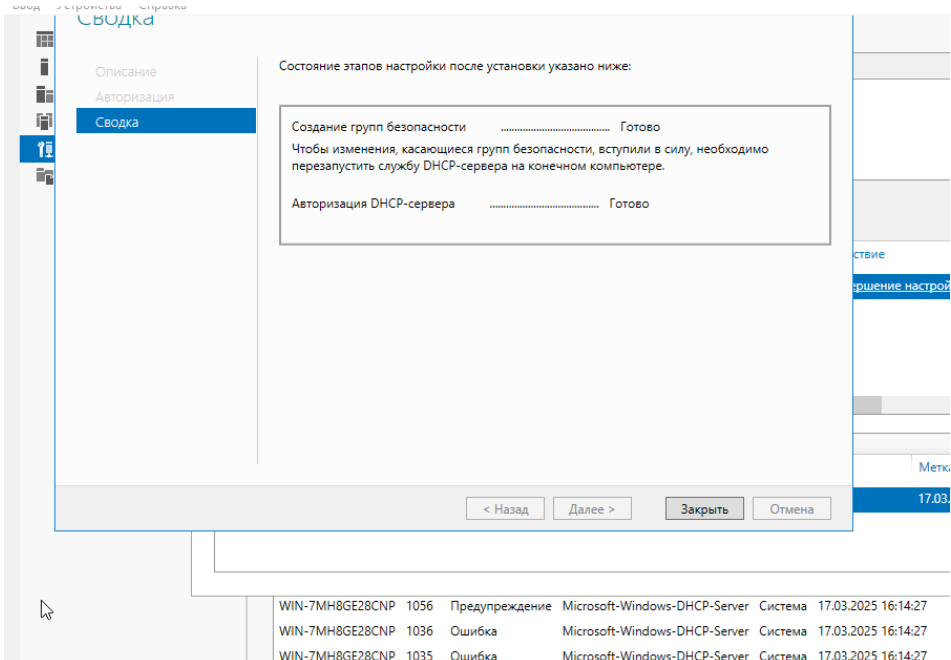 Ввод Устройства Справка
Сводка
Описание
Авторизация
Сводка
Состояние этапов настройки после установки указано ниже:
Создание групп безопасности ........................................ Готово
Чтобы изменения, касающиеся групп безопасности, вступили в силу, необходимо
перезапустить службу DHCP-сервера на конечном компьютере.
Авторизация DHCP-сервера ........................................ Готово
ствие
ершение настрой
Метка
17.03.
< Назад Далее > Закрыть Отмена
WIN-7MH8GE28CNP 1056 Предупреждение Microsoft-Windows-DHCP-Server Система 17.03.2025 16:14:27
WIN-7MH8GE28CNP 1036 Ошибка Microsoft-Windows-DHCP-Server Система 17.03.2025 16:14:27
WIN-7MH8GE28CNP 1035 Ошибка Microsoft-Windows-DHCP-Server Система 17.03.2025 16:14:27